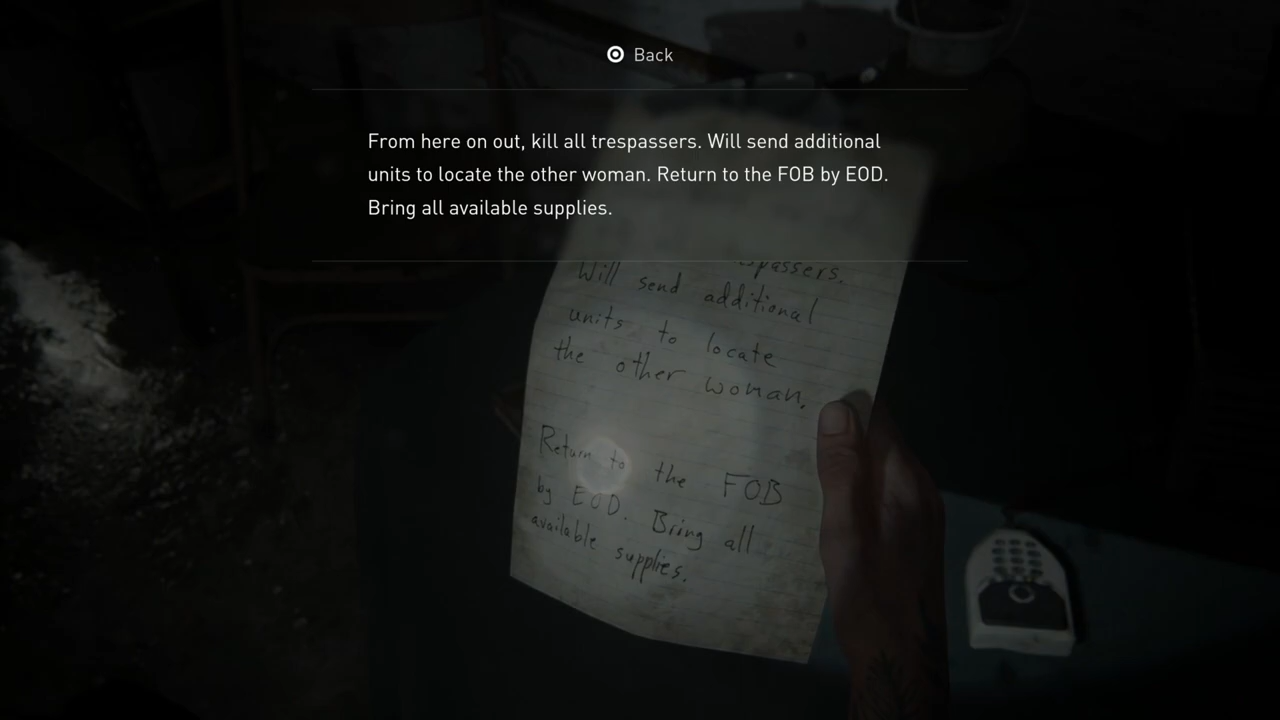 Back
From here on out, kill all trespassers. Will send additional
units to locate the other woman. Return to the FOB by EOD.
Bring all available supplies.
spassers.
Will send additional
units to locate
the other woman.
Return to the FOB
by EOD. Bring all
available supplies.